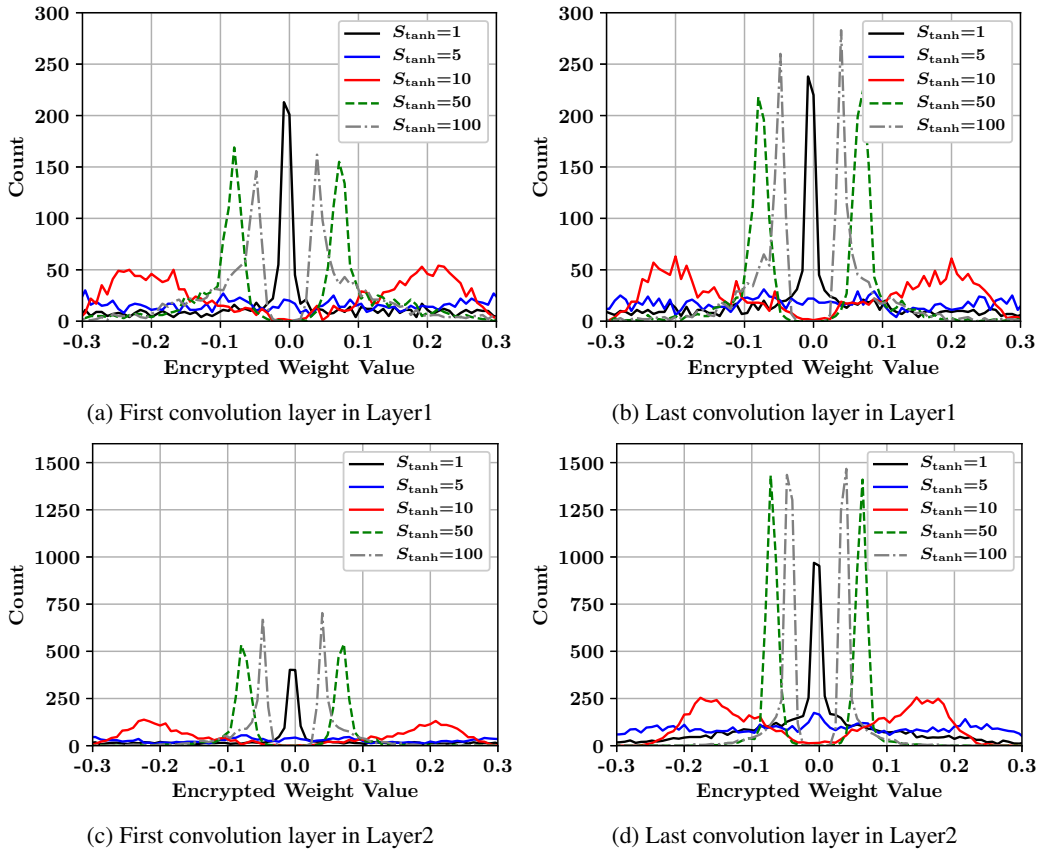 300
250
200
150
100
50
0
Count
S_tanh=1
S_tanh=5
S_tanh=10
S_tanh=50
S_tanh=100
-0.3 -0.2 -0.1 0.0 0.1 0.2 0.3
Encrypted Weight Value
(a) First convolution layer in Layer1
300
250
200
150
100
50
0
Count
S_tanh=1
S_tanh=5
S_tanh=10
S_tanh=50
S_tanh=100
-0.3 -0.2 -0.1 0.0 0.1 0.2 0.3
Encrypted Weight Value
(b) Last convolution layer in Layer1
1500
1250
1000
750
500
250
0
Count
S_tanh=1
S_tanh=5
S_tanh=10
S_tanh=50
S_tanh=100
-0.3 -0.2 -0.1 0.0 0.1 0.2 0.3
Encrypted Weight Value
(c) First convolution layer in Layer2
1500
1250
1000
750
500
250
0
Count
S_tanh=1
S_tanh=5
S_tanh=10
S_tanh=50
S_tanh=100
-0.3 -0.2 -0.1 0.0 0.1 0.2 0.3
Encrypted Weight Value
(d) Last convolution layer in Layer2